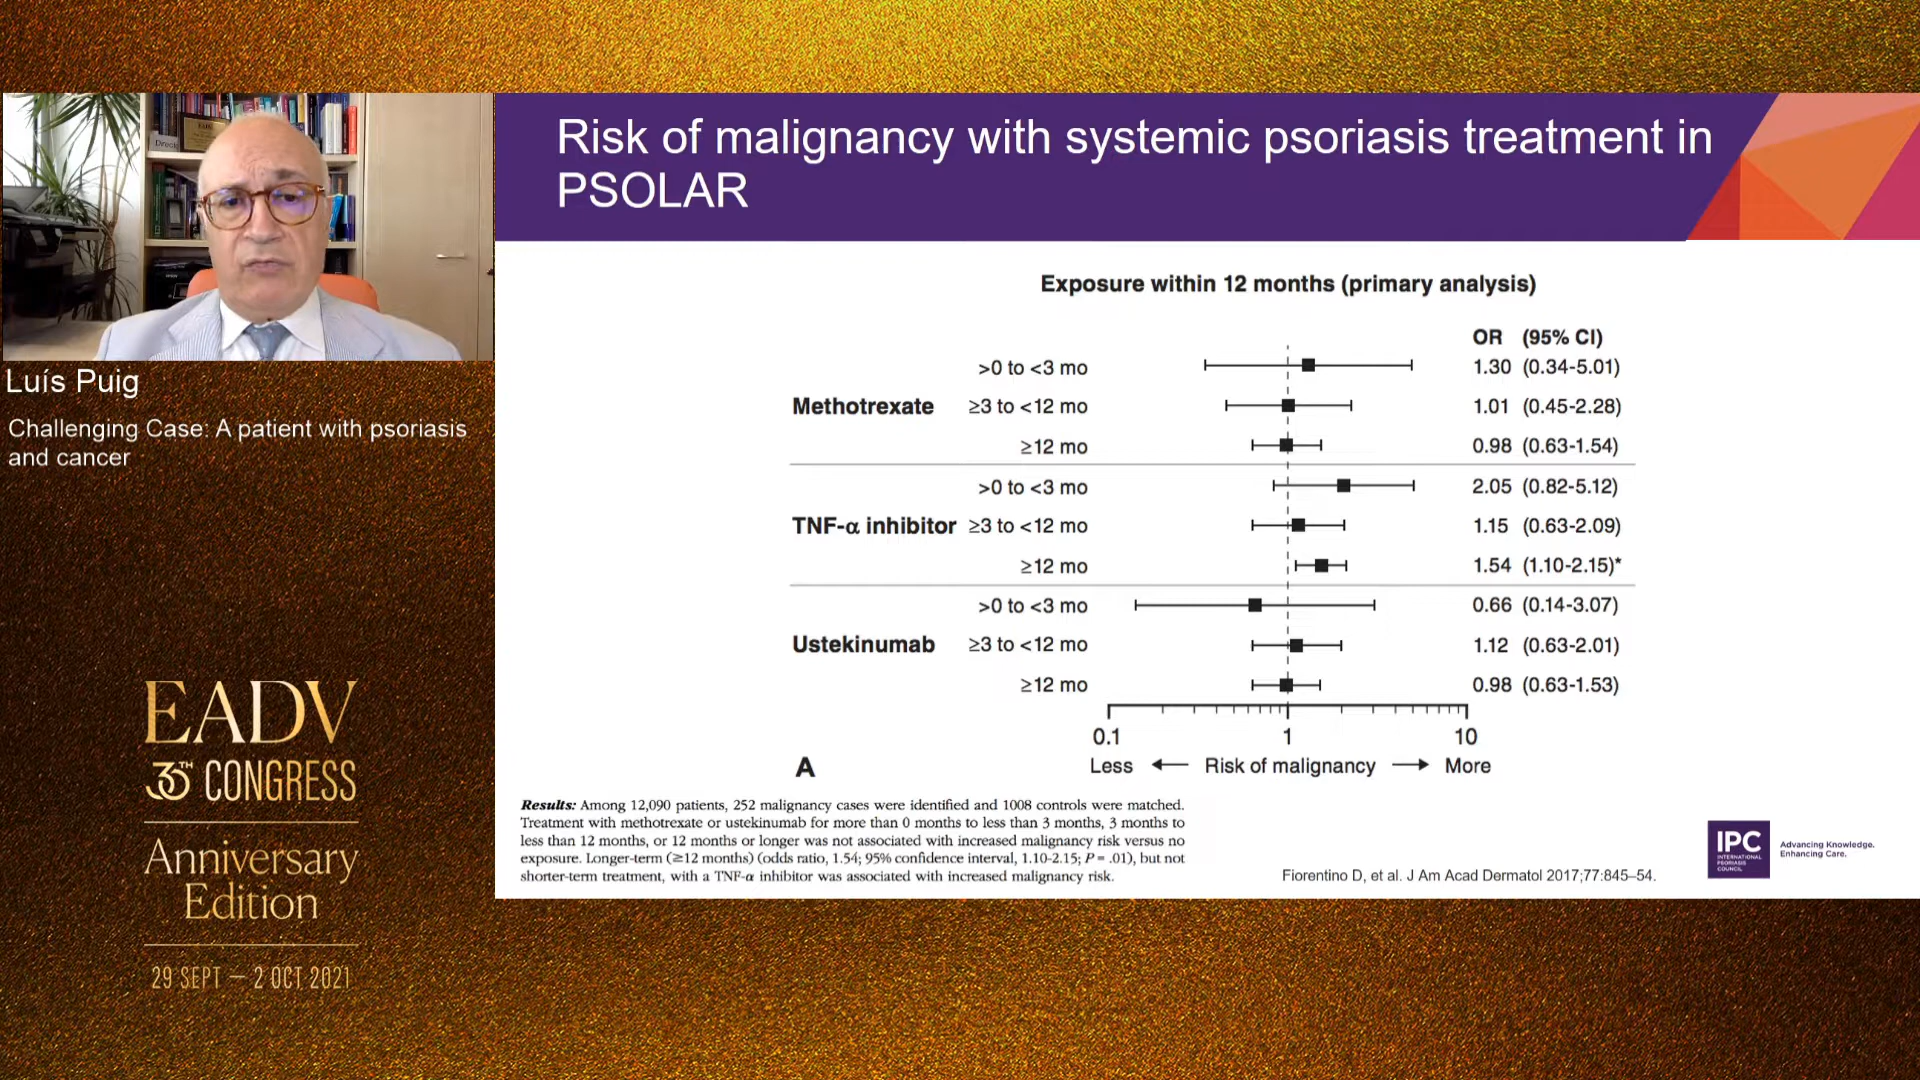 Risk of malignancy with systemic psoriasis treatment in
PSOLAR
Luís Puig
Challenging Case: A patient with psoriasis
and cancer
EADV
30TH CONGRESS
Anniversary
Edition
29 SEPT – 2 OCT 2021
Exposure within 12 months (primary analysis)
OR (95% CI)
>0 to <3 mo 1.30 (0.34-5.01)
Methotrexate ≥3 to <12 mo 1.01 (0.45-2.28)
≥12 mo 0.98 (0.63-1.54)
>0 to <3 mo 2.05 (0.82-5.12)
TNF-α inhibitor ≥3 to <12 mo 1.15 (0.63-2.09)
≥12 mo 1.54 (1.10-2.15)*
>0 to <3 mo 0.66 (0.14-3.07)
Ustekinumab ≥3 to <12 mo 1.12 (0.63-2.01)
≥12 mo 0.98 (0.63-1.53)
0.1 1 10
A Less ← Risk of malignancy → More
Results: Among 12,090 patients, 252 malignancy cases were identified and 1008 controls were matched.
Treatment with methotrexate or ustekinumab for more than 0 months to less than 3 months, 3 months to
less than 12 months, or 12 months or longer was not associated with increased malignancy risk versus no
exposure. Longer-term (≥12 months) (odds ratio, 1.54; 95% confidence interval, 1.10-2.15; P = .01), but not
shorter-term treatment, with a TNF-α inhibitor was associated with increased malignancy risk.
Fiorentino D, et al. J Am Acad Dermatol 2017;77:845–54.
IPC
INTERNATIONAL
PSORIASIS
COUNCIL
Advancing Knowledge.
Enhancing Care.